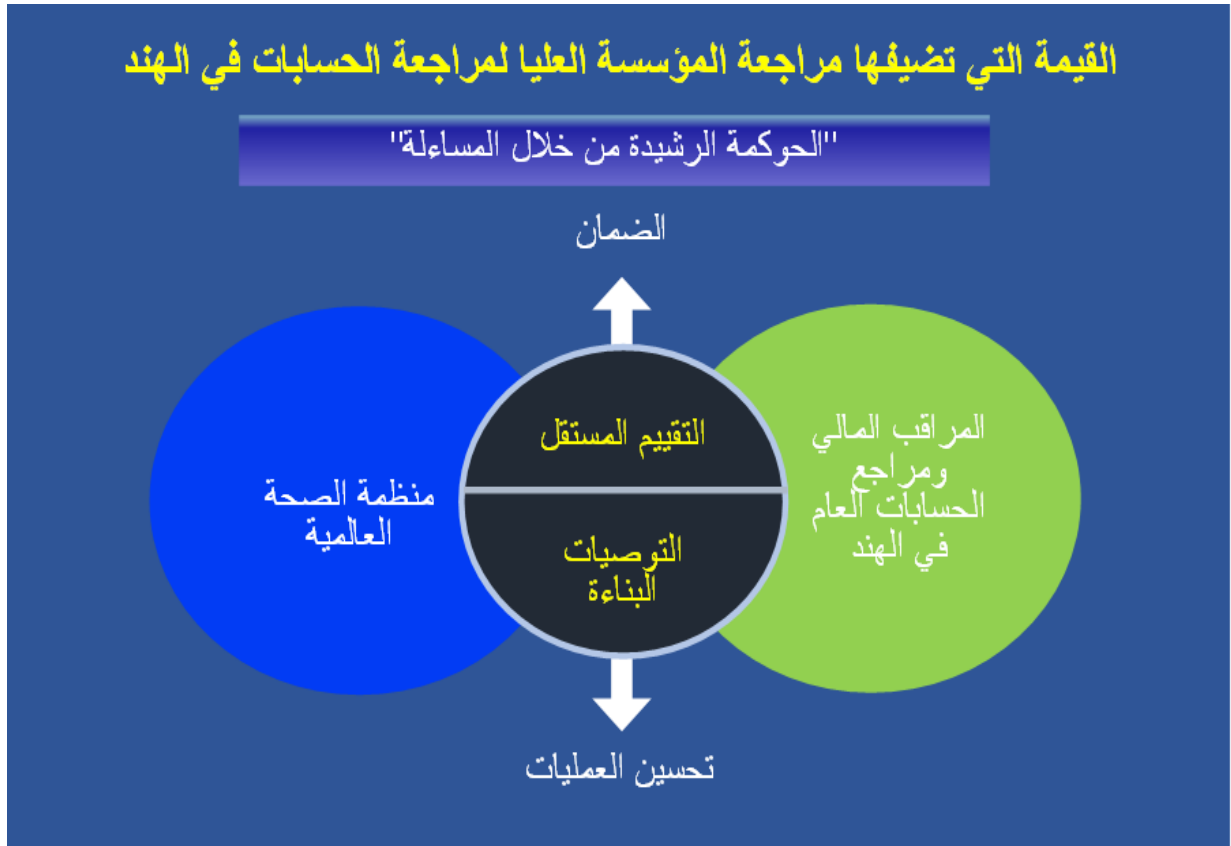 القيمة التي تضيفها مراجعة المؤسسة العليا لمراجعة الحسابات في الهند
"الحوكمة الرشيدة من خلال المساءلة"
الضمان
المراقب المالي
ومراجع
الحسابات العام
في الهند
التقييم المستقل
التوصيات
البناءة
منظمة الصحة
العالمية
تحسين العمليات